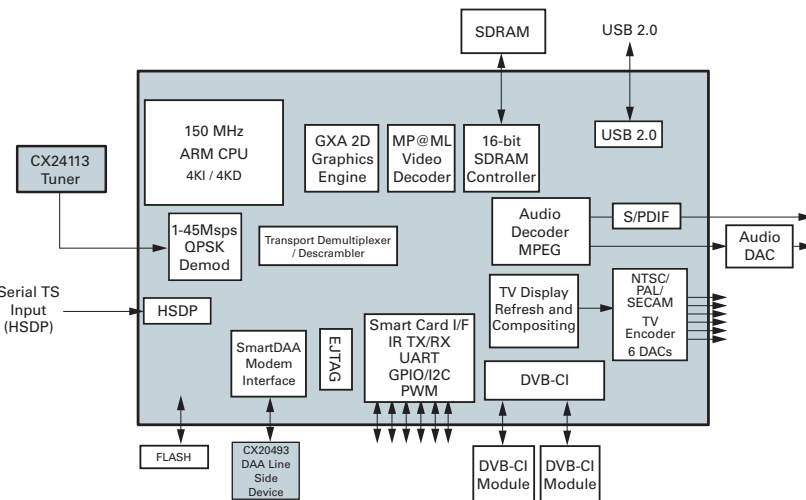 SDRAM
USB 2.0
150 MHz
ARM CPU
4KI / 4KD
GXA 2D
Graphics
Engine
MP@ML
Video
Decoder
16-bit
SDRAM
Controller
USB 2.0
CX24113
Tuner
1-45Msps
QPSK
Demod
Transport Demultiplexer
/ Descrambler
Audio
Decoder
MPEG
S/PDIF
Audio
DAC
Serial TS
Input
(HSDP)
HSDP
SmartDAA
Modem
Interface
EJTAG
Smart Card I/F
IR TX/RX
UART
GPIO/I2C
PWM
TV Display
Refresh and
Compositing
NTSC/
PAL/
SECAM
TV
Encoder
6 DACs
DVB-CI
FLASH
CX20493
DAA Line
Side
Device
DVB-CI
Module
DVB-CI
Module